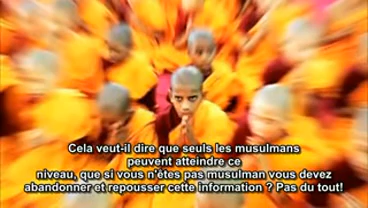 Cela veut-il dire que seuls les musulmans
peuvent atteindre ce
niveau, que si vous n'êtes pas musulman vous devez
abandonner et repousser cette information ? Pas du tout!